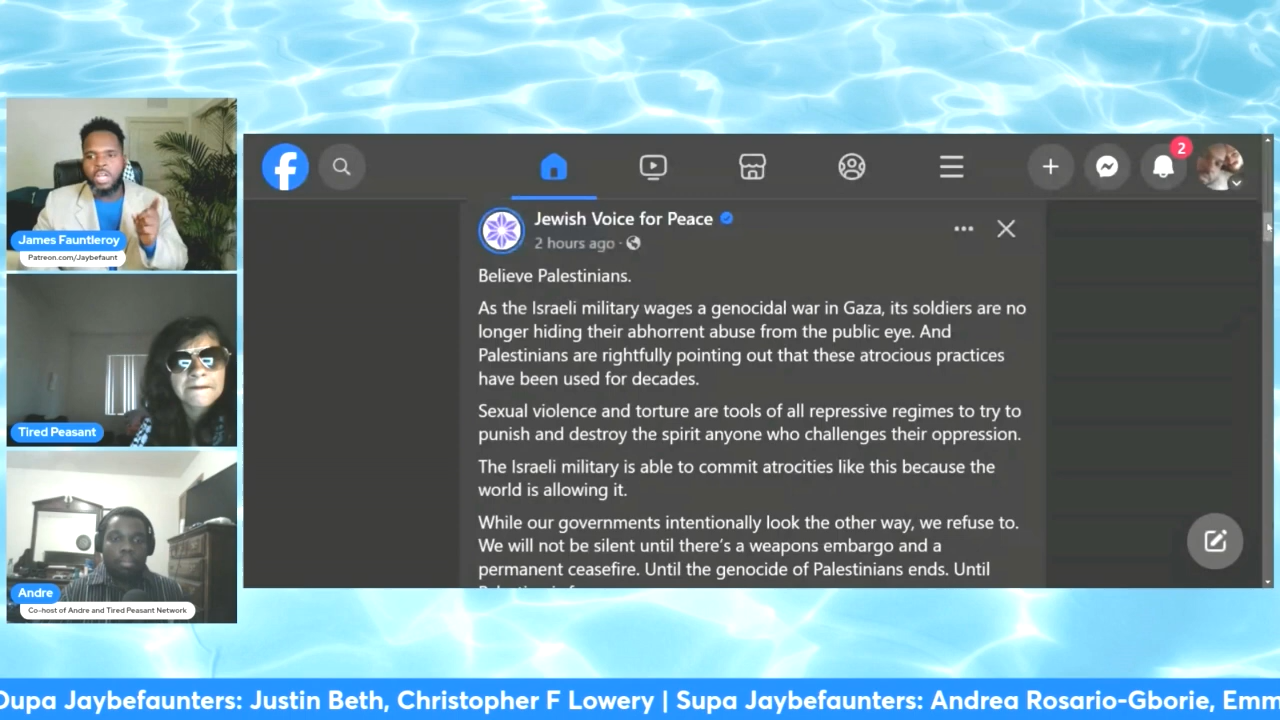 James Fauntleroy
Patreon.com/Jaybefaunt
Tired Peasant
Andre
Co-host of Andre and Tired Peasant Network
2
Jewish Voice for Peace
2 hours ago ·
Believe Palestinians.
As the Israeli military wages a genocidal war in Gaza, its soldiers are no
longer hiding their abhorrent abuse from the public eye. And
Palestinians are rightfully pointing out that these atrocious practices
have been used for decades.
Sexual violence and torture are tools of all repressive regimes to try to
punish and destroy the spirit anyone who challenges their oppression.
The Israeli military is able to commit atrocities like this because the
world is allowing it.
While our governments intentionally look the other way, we refuse to.
We will not be silent until there's a weapons embargo and a
permanent ceasefire. Until the genocide of Palestinians ends. Until
Dupa Jaybefaunters: Justin Beth, Christopher F Lowery | Supa Jaybefaunters: Andrea Rosario-Gborie, Emm